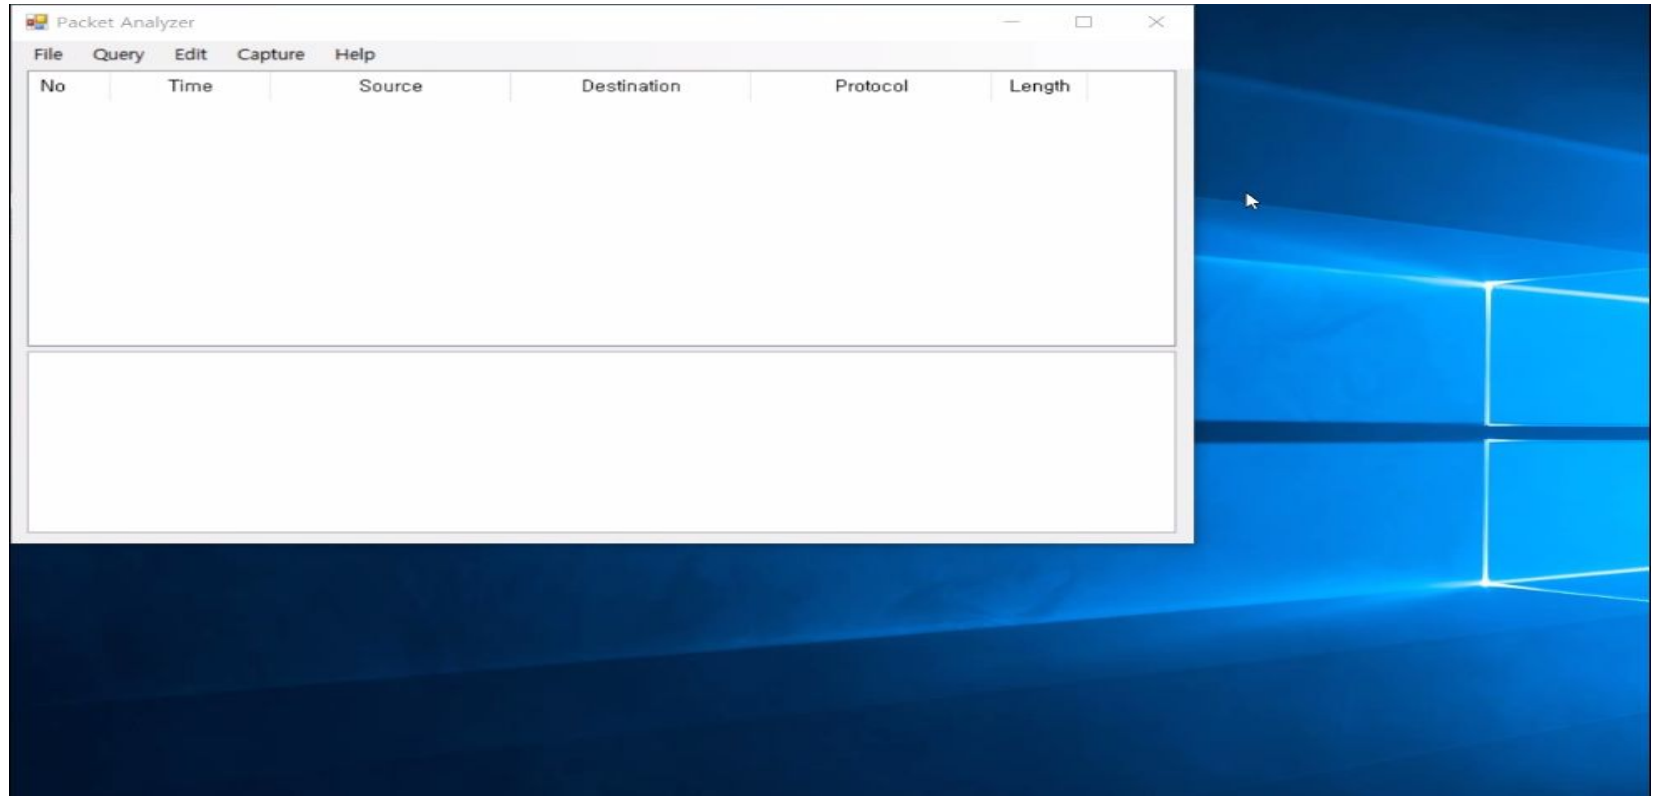 Packet Analyzer
File Query Edit Capture Help
No Time Source Destination Protocol Length